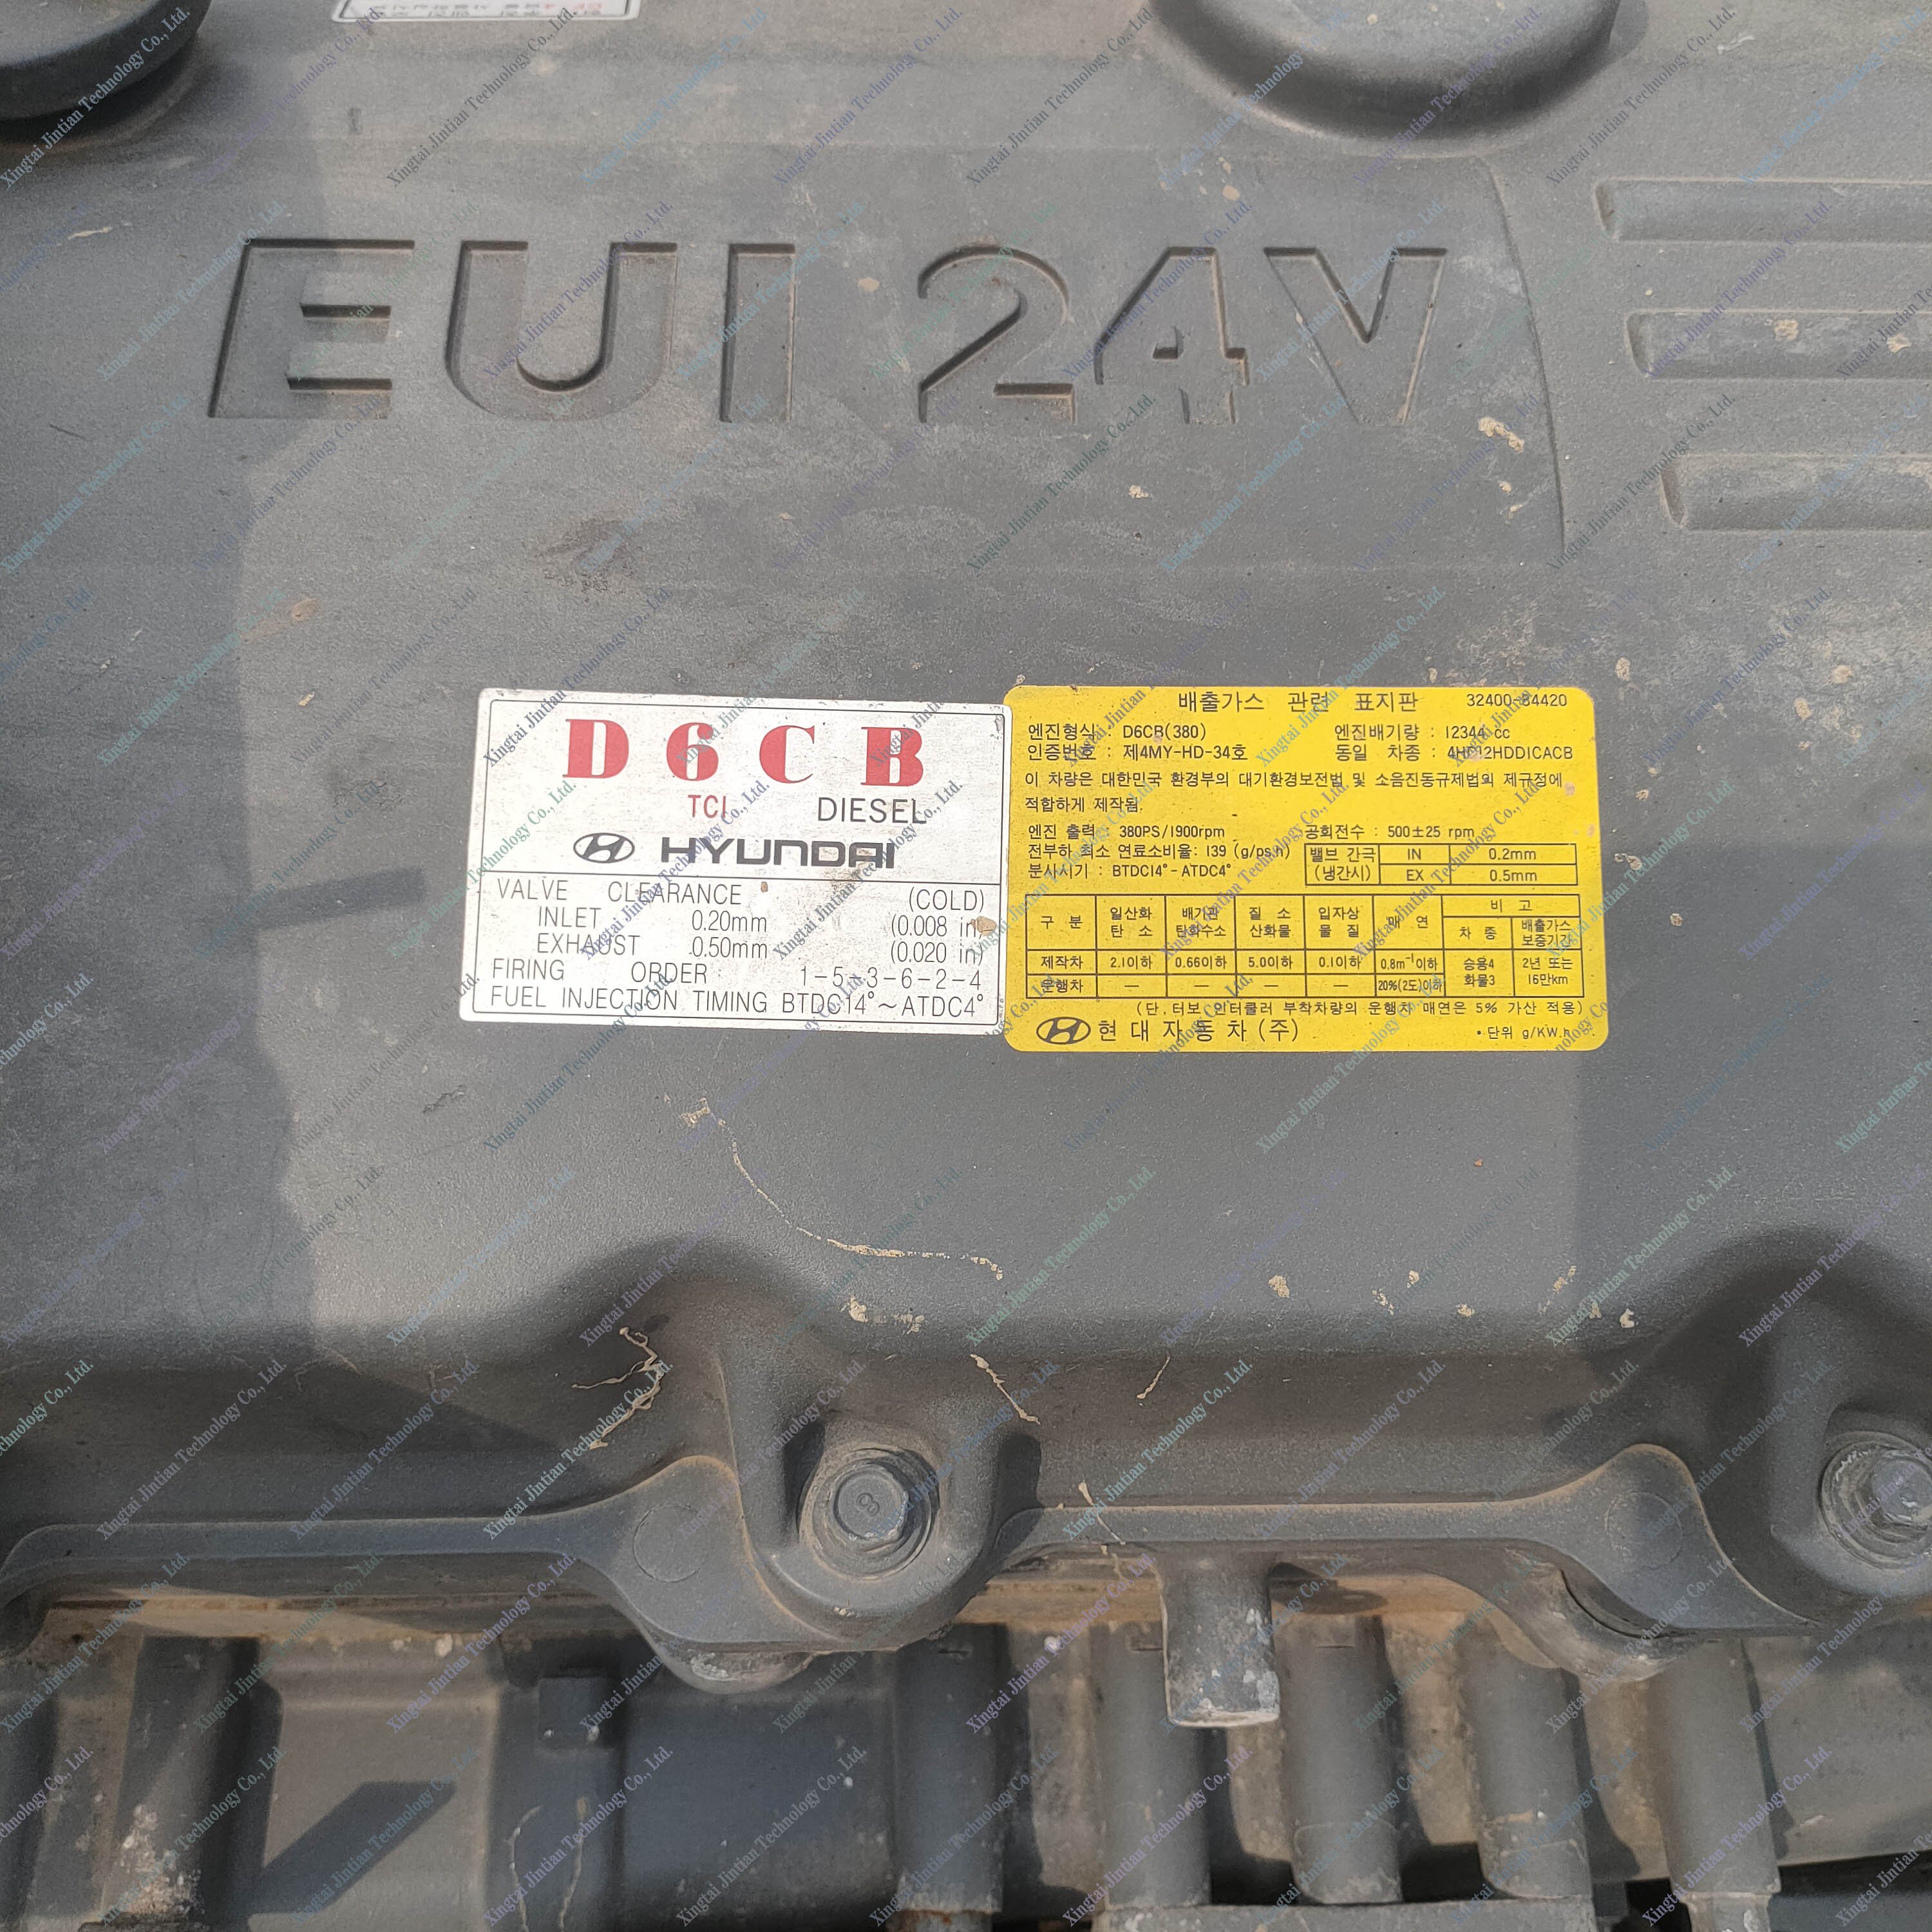 EUI 24V
D6CB
TCI DIESEL
HYUNDAI
VALVE CLEARANCE (COLD)
INLET 0.20mm (0.008 in)
EXHAUST 0.50mm (0.020 in)
FIRING ORDER 1-5-3-6-2-4
FUEL INJECTION TIMING BTDC14°~ATDC4°
배출가스 관련 표지판 32400-84420
엔진형식 : D6CB(380) 엔진배기량 : 12344 cc
인증번호 : 제4MY-HD-34호 동일 차종 :
이 차량은 대한민국 환경부의 대기환경보전법 및 소음진동규제법의 제규정에
적합하게 제작됨.
엔진 출력 : 380PS/1900rpm 공회전수 : 500±25 rpm
전부하 최소 연료소비율: 139 (g/ps.h) 밸브 간극 IN 0.2mm
분사시기 : BTDC14°-ATDC4° (냉간시) EX 0.5mm
구 분 일산화 탄 소 배기관 탄화수소 질 소 산화물 입자상 물 질 매 연 비 고
차 종 배출가스 보증기간
제작차 2.1이하 0.66이하 5.0이하 0.1이하 0.8m⁻¹이하 승용4 화물3 2년 또는 16만km
운행차 — — — — 20%(2도)이하
(단, 터보 인터쿨러 부착차량의 운행차 매연은 5% 가산 적용)
현대자동차(주) • 단위 g/KW.h
8
Xingtai Jintian Technology Co., Ltd.